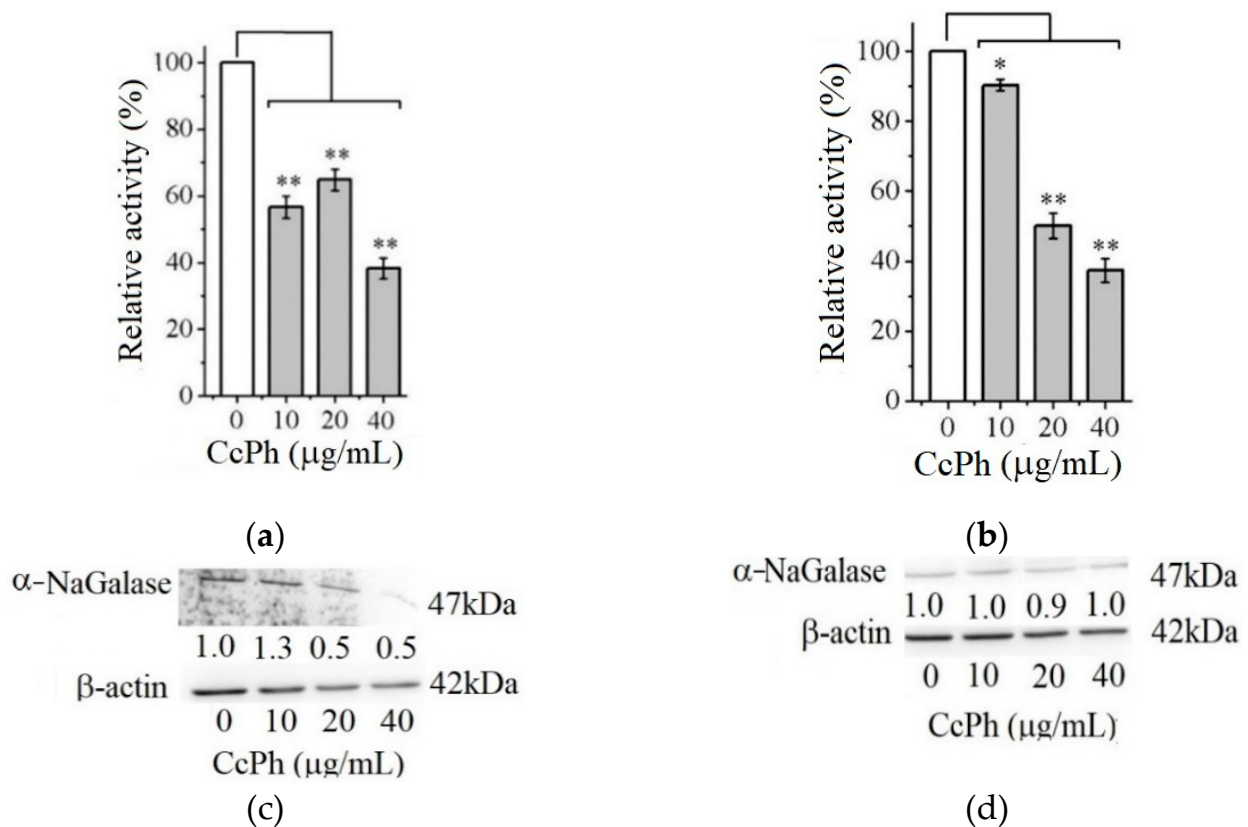 Relative activity (%)
100
80
60
40
20
0
**
**
**
0 10 20 40
CcPh (μg/mL)
(a)
Relative activity (%)
100
80
60
40
20
0
*
**
**
0 10 20 40
CcPh (μg/mL)
(b)
α-NaGalase
47kDa
1.0 1.3 0.5 0.5
β-actin
42kDa
0 10 20 40
CcPh (μg/mL)
(c)
α-NaGalase
47kDa
1.0 1.0 0.9 1.0
β-actin
42kDa
0 10 20 40
CcPh (μg/mL)
(d)